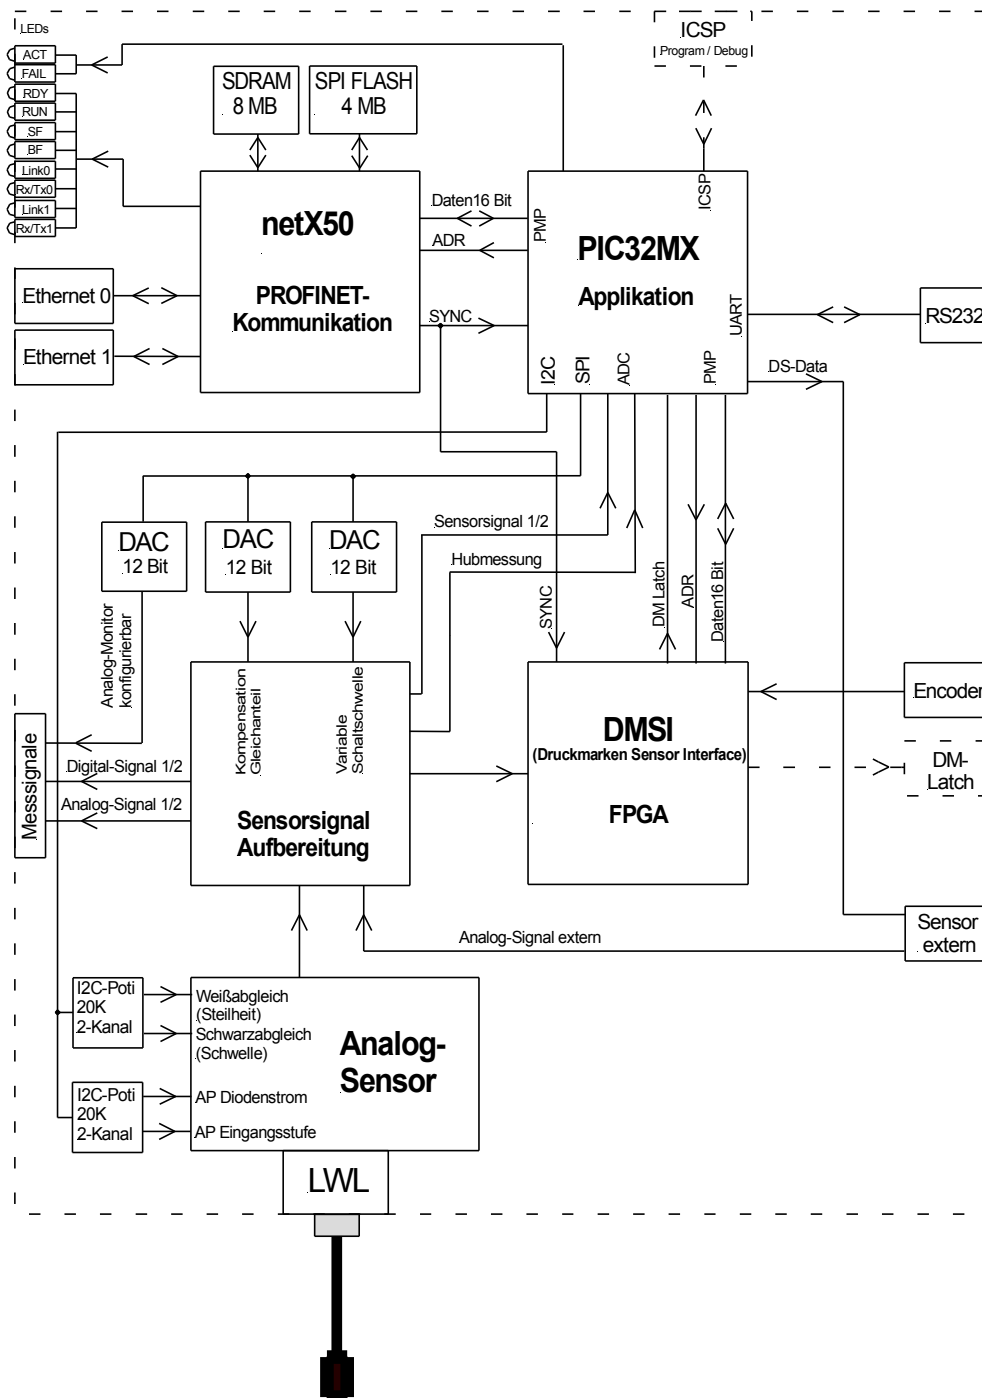 LEDs
ACT
FAIL
RDY
RUN
SF
BF
Link0
Rx/Tx0
Link1
Rx/Tx1
ICSP
Program / Debug
SDRAM
8 MB
SPI FLASH
4 MB
netX50
PROFINET-
Kommunikation
Ethernet 0
Ethernet 1
Daten16 Bit
ADR
SYNC
PMP
ICSP
PIC32MX
Applikation
UART
I2C
SPI
ADC
PMP
RS232
DS-Data
DAC
12 Bit
DAC
12 Bit
DAC
12 Bit
Sensorsignal 1/2
Hubmessung
SYNC
DM Latch
ADR
Daten16 Bit
Analog-Monitor
konfigurierbar
Kompensation
Gleichanteil
Variable
Schaltschwelle
Messsignale
Digital-Signal 1/2
Analog-Signal 1/2
Sensorsignal
Aufbereitung
DMSI
(Druckmarken Sensor Interface)
FPGA
Encoder
DM-
Latch
Sensor
extern
Analog-Signal extern
I2C-Poti
20K
2-Kanal
Weißabgleich
(Steilheit)
Schwarzabgleich
(Schwelle)
Analog-
Sensor
I2C-Poti
20K
2-Kanal
AP Diodenstrom
AP Eingangsstufe
LWL